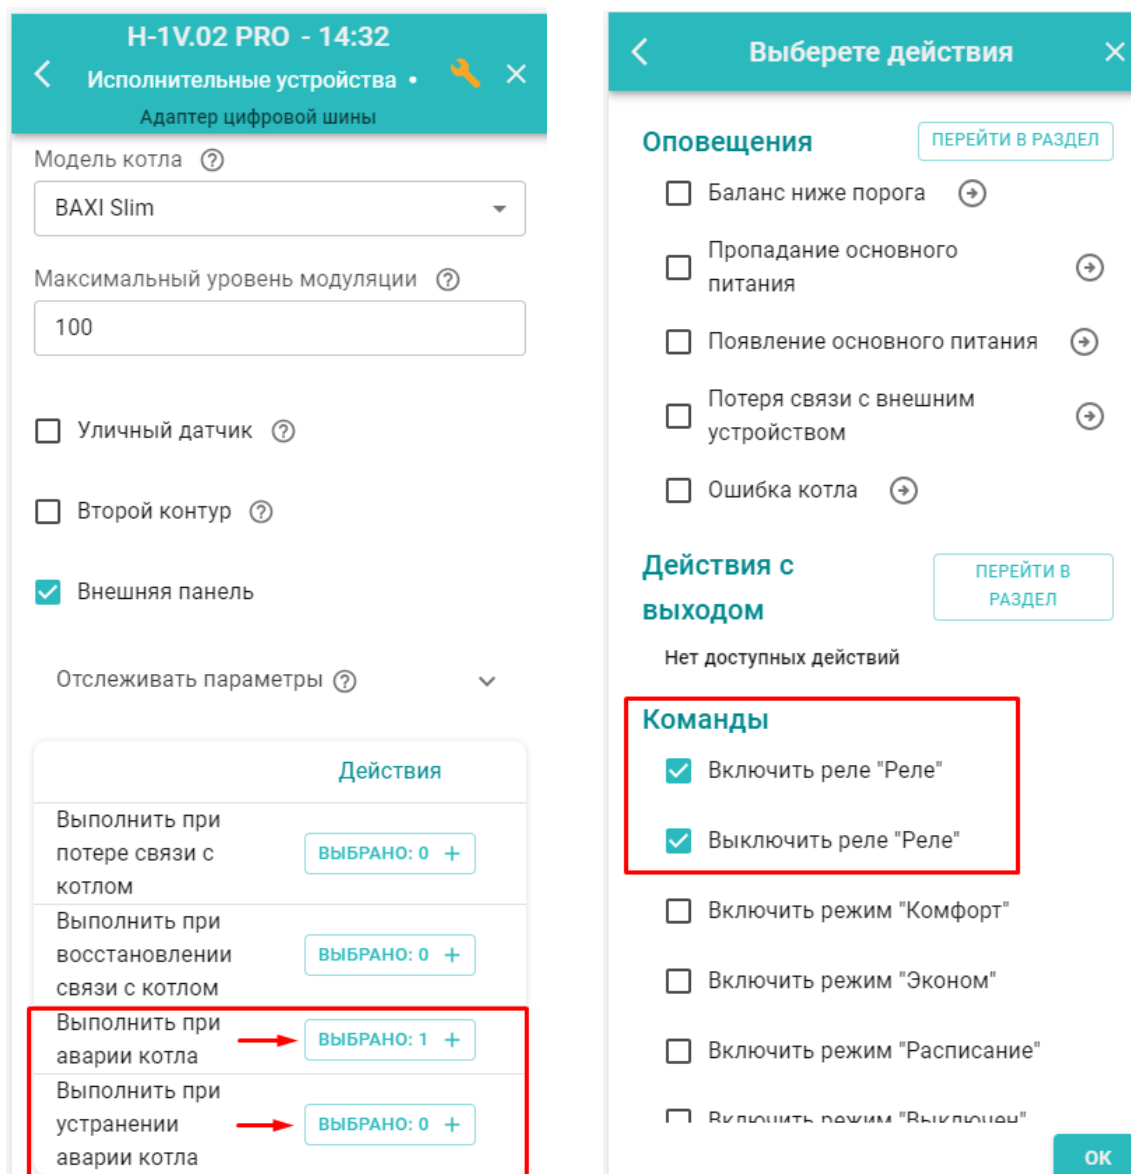 H-1V.02 PRO - 14:32
Исполнительные устройства •
Адаптер цифровой шины
Модель котла ?
BAXI Slim
Максимальный уровень модуляции ?
100
Уличный датчик ?
Второй контур ?
Внешняя панель
Отслеживать параметры ?
Действия
Выполнить при
потере связи с
котлом
ВЫБРАНО: 0 +
Выполнить при
восстановлении
связи с котлом
ВЫБРАНО: 0 +
Выполнить при
аварии котла
ВЫБРАНО: 1 +
Выполнить при
устранении
аварии котла
ВЫБРАНО: 0 +
Выберете действия
Оповещения
ПЕРЕЙТИ В РАЗДЕЛ
Баланс ниже порога
Пропадание основного
питания
Появление основного питания
Потеря связи с внешним
устройством
Ошибка котла
Действия с
выходом
ПЕРЕЙТИ В
РАЗДЕЛ
Нет доступных действий
Команды
Включить реле "Реле"
Выключить реле "Реле"
Включить режим "Комфорт"
Включить режим "Эконом"
Включить режим "Расписание"
Включить режим "Выключен"
ОК